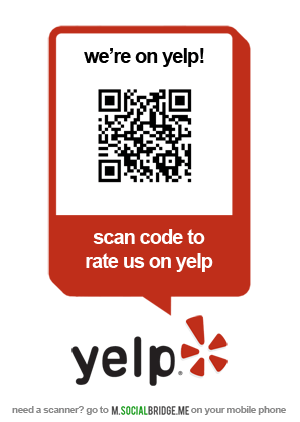 we're on yelp!
scan code to
rate us on yelp
yelp®
need a scanner? go to M.SOCIALBRIDGE.ME on your mobile phone